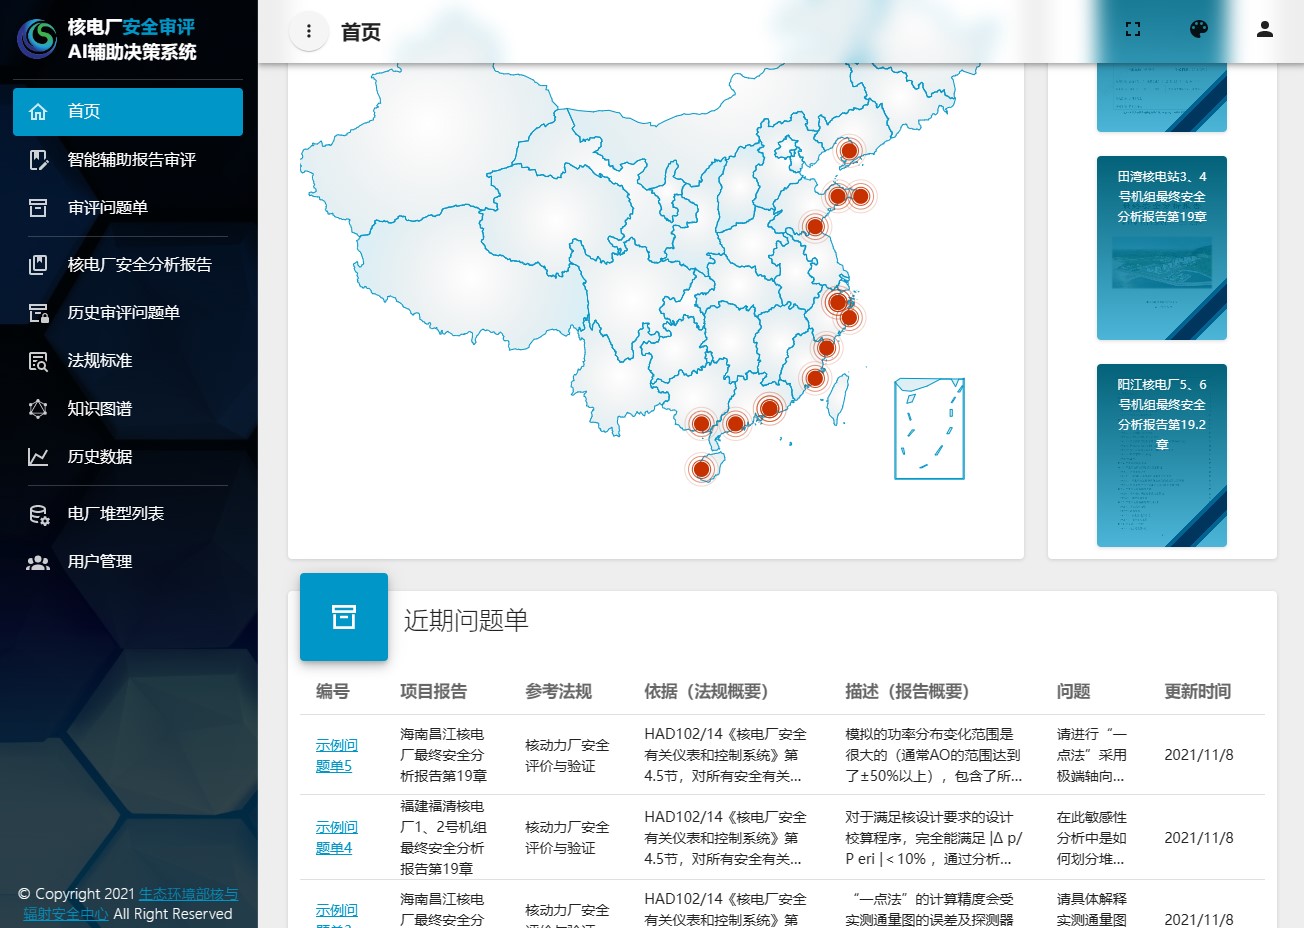 核电厂安全审评
AI辅助决策系统
首页
智能辅助报告审评
审评问题单
核电厂安全分析报告
历史审评问题单
法规标准
知识图谱
历史数据
电厂堆型列表
用户管理
© Copyright 2021 生态环境部核与
辐射安全中心 All Right Reserved
首页
田湾核电站3、4
号机组最终安全
分析报告第19章
阳江核电厂5、6
号机组最终安全
分析报告第19.2
章
近期问题单
编号 项目报告 参考法规 依据（法规概要） 描述（报告概要） 问题 更新时间
示例问
题单5
海南昌江核电
厂最终安全分
析报告第19章
核动力厂安全
评价与验证
HAD102/14《核电厂安全
有关仪表和控制系统》第
4.5节，对所有安全有关...
模拟的功率分布变化范围是
很大的（通常AO的范围达到
了±50%以上），包含了所...
请进行“一
点法”采用
极端轴向...
2021/11/8
示例问
题单4
福建福清核电
厂1、2号机组
最终安全分析
报告第19章
核动力厂安全
评价与验证
HAD102/14《核电厂安全
有关仪表和控制系统》第
4.5节，对所有安全有关...
对于满足核设计要求的设计
校算程序，完全能满足 |Δ p/
P eri |＜10% ，通过分析...
在此敏感性
分析中是如
何划分堆...
2021/11/8
示例问
海南昌江核电
厂最终安全分
核动力厂安全
HAD102/14《核电厂安全
有关仪表和控制系统》第
“一点法”的计算精度会受
实测通量图的误差及探测器
请具体解释
实测通量图
2021/11/8